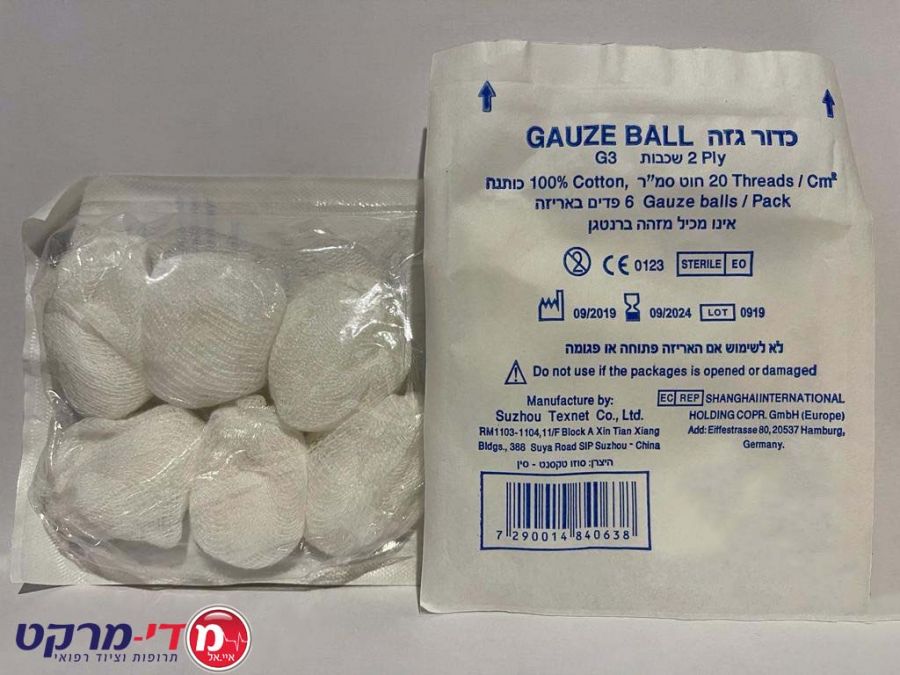 GAUZE BALL כדור גזה
G3 שכבות 2 Ply
כותנה 100% Cotton, חוט סמ"ר 20 Threads / Cm²
6 פדים באריזה Gauze balls / Pack
אינו מכיל מזהה ברנטגן
2 CE 0123 STERILE EO
09/2019 09/2024 LOT 0919
לא לשימוש אם האריזה פתוחה או פגומה
Do not use if the packages is opened or damaged
Manufacture by:
Suzhou Texnet Co., Ltd.
RM1103-1104,11/F Block A Xin Tian Xiang
Bldgs., 388 Suya Road SIP Suzhou - China
היצרן: סוזו טקסנט - סין
EC REP SHANGHAIINTERNATIONAL
HOLDING COPR. GmbH (Europe)
Add: Eiffestrasse 80, 20537 Hamburg,
Germany.
7 290014 840638
די-מרקט
תרופות וציוד רפואי
מ
איי.אל